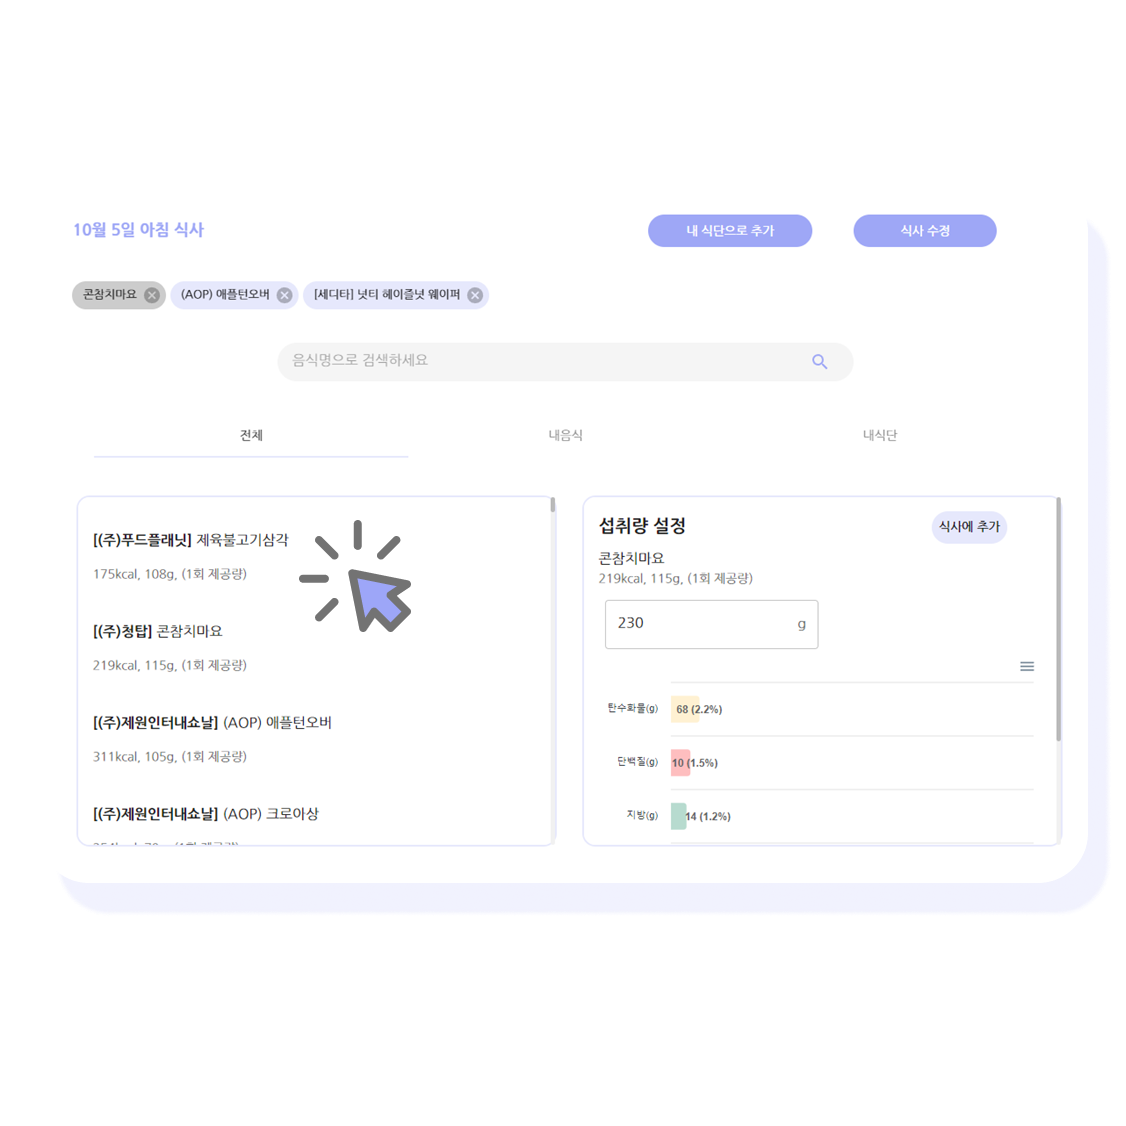 10월 5일 아침 식사
내 식단으로 추가
식사 수정
콘참치마요
(AOP) 애플턴오버
[세디타] 넛티 헤이즐넛 웨이퍼
음식명으로 검색하세요
전체
내음식
내식단
[(주)푸드플래닛] 제육불고기삼각
175kcal, 108g, (1회 제공량)
[(주)청탑] 콘참치마요
219kcal, 115g, (1회 제공량)
[(주)제원인터내쇼날] (AOP) 애플턴오버
311kcal, 105g, (1회 제공량)
[(주)제원인터내쇼날] (AOP) 크로아상
섭취량 설정
식사에 추가
콘참치마요
219kcal, 115g, (1회 제공량)
230 g
탄수화물(g) 68 (2.2%)
단백질(g) 10 (1.5%)
지방(g) 14 (1.2%)